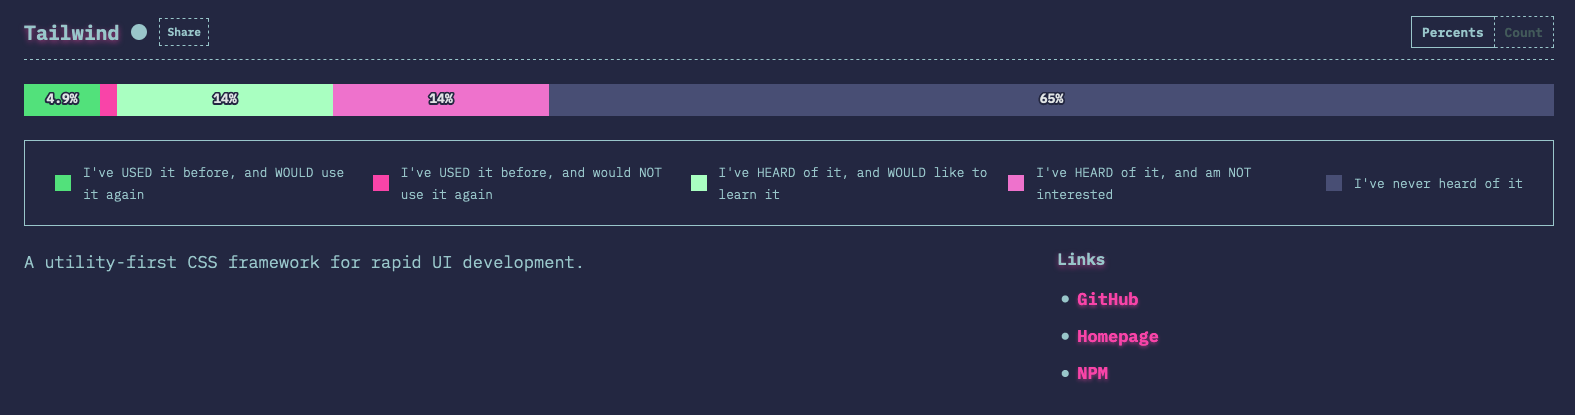 Tailwind Share Percents Count
4.9% 14% 14% 65%
I've USED it before, and WOULD use
it again
I've USED it before, and would NOT
use it again
I've HEARD of it, and WOULD like to
learn it
I've HEARD of it, and am NOT
interested
I've never heard of it
A utility-first CSS framework for rapid UI development.
Links
GitHub
Homepage
NPM